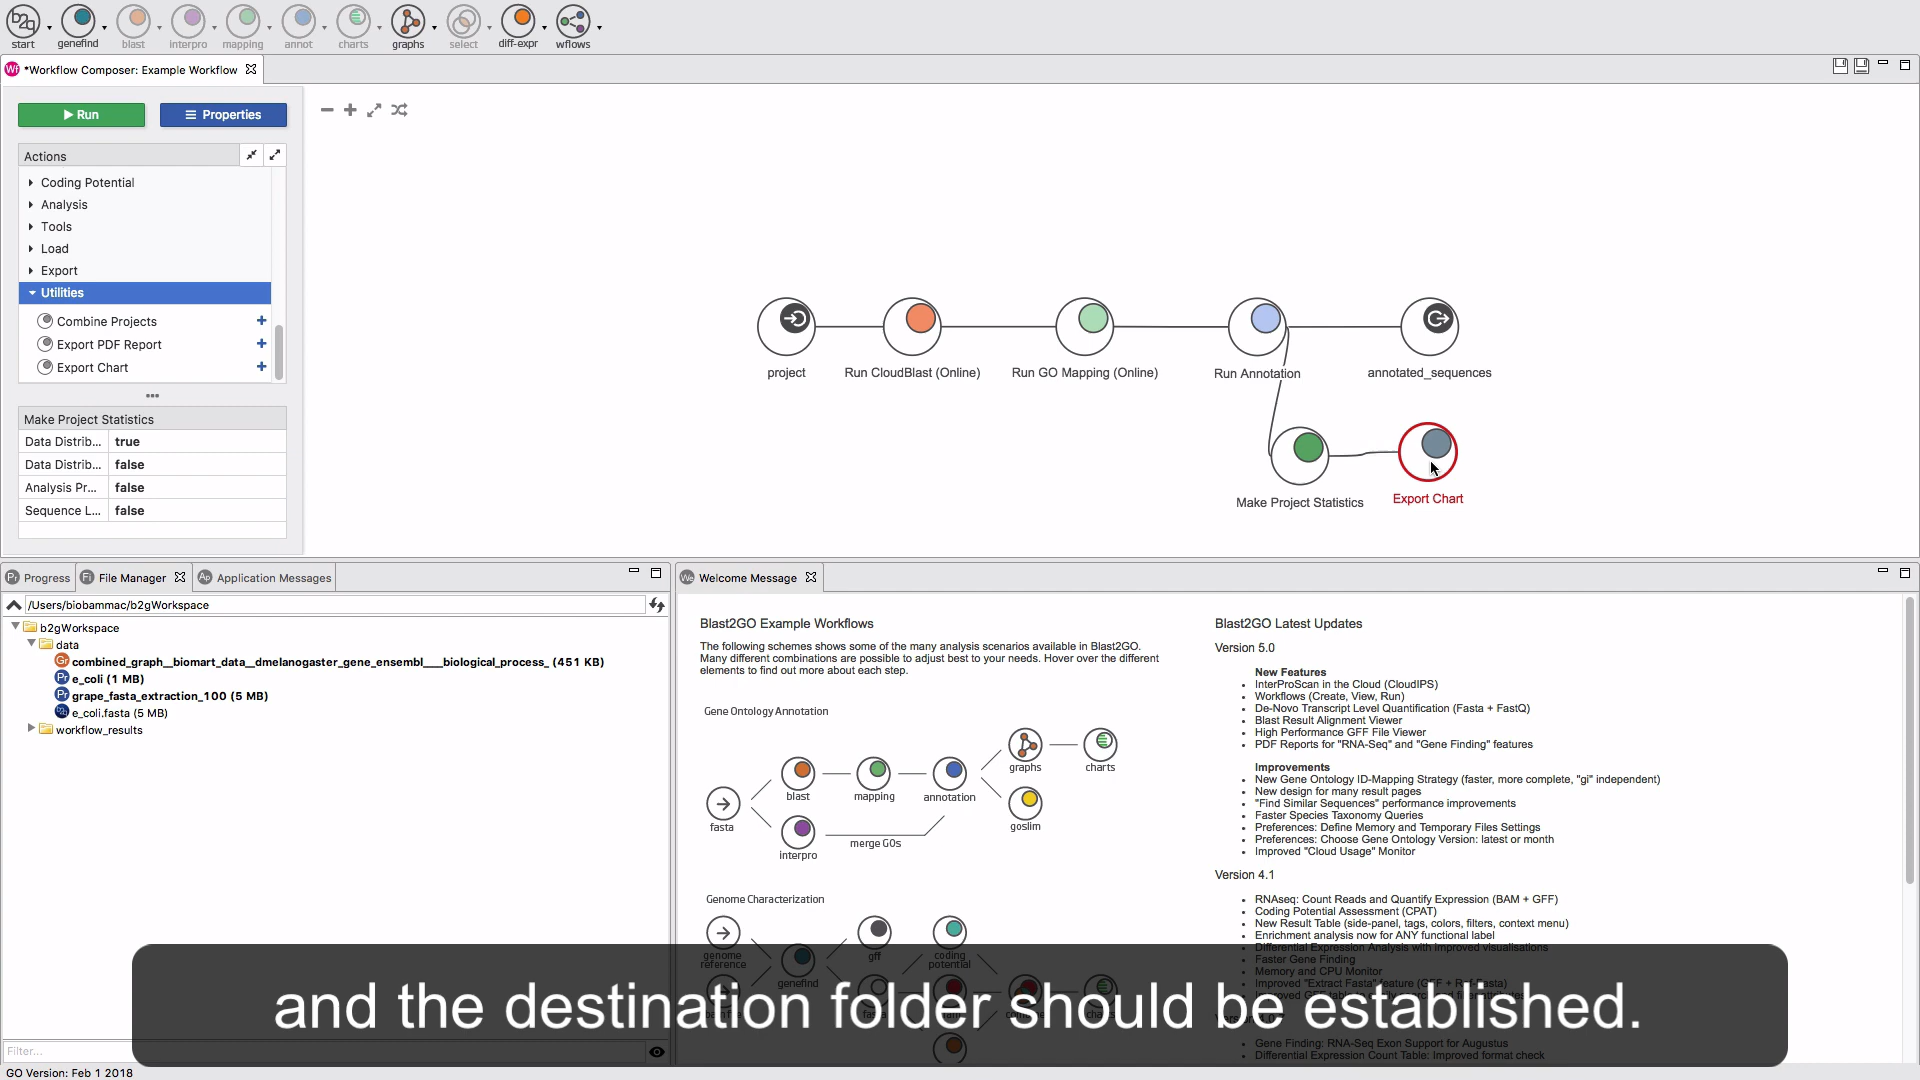 start
genefind
blast
interpro
mapping
annot
charts
graphs
select
diff-expr
wflows
*Workflow Composer: Example Workflow
Run
Properties
Actions
Coding Potential
Analysis
Tools
Load
Export
Utilities
Combine Projects
Export PDF Report
Export Chart
Make Project Statistics
Data Distrib... true
Data Distrib... false
Analysis Pr... false
Sequence L... false
project
Run CloudBlast (Online)
Run GO Mapping (Online)
Run Annotation
annotated_sequences
Make Project Statistics
Export Chart
Progress
File Manager
Application Messages
/Users/biobammac/b2gWorkspace
b2gWorkspace
data
combined_graph__biomart_data__dmelanogaster_gene_ensembl___biological_process_ (451 KB)
e_coli (1 MB)
grape_fasta_extraction_100 (5 MB)
e_coli.fasta (5 MB)
workflow_results
Filter...
GO Version: Feb 1 2018
Welcome Message
Blast2GO Example Workflows
The following schemes shows some of the many analysis scenarios available in Blast2GO.
Many different combinations are possible to adjust best to your needs. Hover over the different
elements to find out more about each step.
Gene Ontology Annotation
fasta
blast
mapping
annotation
graphs
charts
goslim
interpro
merge GOs
Genome Characterization
genome
reference
genefind
gff
coding
potential
Blast2GO Latest Updates
Version 5.0
New Features
InterProScan in the Cloud (CloudIPS)
Workflows (Create, View, Run)
De-Novo Transcript Level Quantification (Fasta + FastQ)
Blast Result Alignment Viewer
High Performance GFF File Viewer
PDF Reports for "RNA-Seq" and "Gene Finding" features
Improvements
New Gene Ontology ID-Mapping Strategy (faster, more complete, "gi" independent)
New design for many result pages
"Find Similar Sequences" performance improvements
Faster Species Taxonomy Queries
Preferences: Define Memory and Temporary Files Settings
Preferences: Choose Gene Ontology Version: latest or month
Improved "Cloud Usage" Monitor
Version 4.1
RNAseq: Count Reads and Quantify Expression (BAM + GFF)
Coding Potential Assessment (CPAT)
New Result Table (side-panel, tags, colors, filters, context menu)
Enrichment analysis now for ANY functional label
Differential Expression Analysis with improved visualisations
Faster Gene Finding
Memory and CPU Monitor
Improved "Extract Fasta" feature (GFF + Ref Fasta)
Gene Finding: RNA-Seq Exon Support for Augustus
Differential Expression Count Table: Improved format check
and the destination folder should be established.